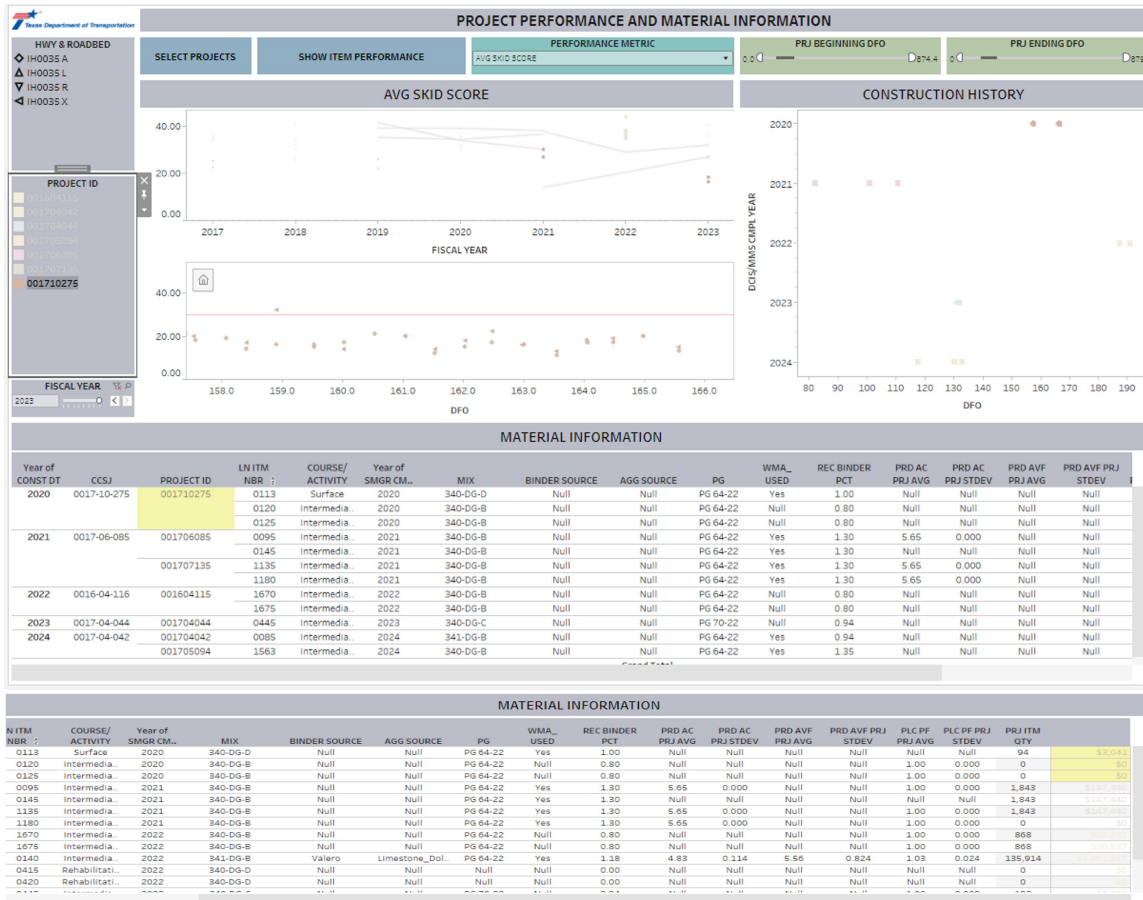 Texas Department of Transportation
PROJECT PERFORMANCE AND MATERIAL INFORMATION
HWY & ROADBED
IH0035 A
IH0035 L
IH0035 R
IH0035 X
SELECT PROJECTS
SHOW ITEM PERFORMANCE
PERFORMANCE METRIC
AVG SKID SCORE
PRJ BEGINNING DFO
0.0 874.4
PRJ ENDING DFO
0 879
PROJECT ID
001604115
001704042
001704044
001705094
001706085
001707135
001710275
FISCAL YEAR
2023
AVG SKID SCORE
40.00
20.00
0.00
2017 2018 2019 2020 2021 2022 2023
FISCAL YEAR
40.00
20.00
0.00
158.0 159.0 160.0 161.0 162.0 163.0 164.0 165.0 166.0
DFO
CONSTRUCTION HISTORY
DCIS/MMS CMPL YEAR
2020
2021
2022
2023
2024
80 90 100 110 120 130 140 150 160 170 180 190
DFO
MATERIAL INFORMATION
Year of CONST DT CCSJ PROJECT ID LN ITM NBR COURSE/ ACTIVITY Year of SMGR CM.. MIX BINDER SOURCE AGG SOURCE PG WMA_ USED REC BINDER PCT PRD AC PRJ AVG PRD AC PRJ STDEV PRD AVF PRJ AVG PRD AVF PRJ STDEV
2020 0017-10-275 001710275 0113 Surface 2020 340-DG-D Null Null PG 64-22 Yes 1.00 Null Null Null Null
0120 Intermedia.. 2020 340-DG-B Null Null PG 64-22 Null 0.80 Null Null Null Null
0125 Intermedia.. 2020 340-DG-B Null Null PG 64-22 Null 0.80 Null Null Null Null
2021 0017-06-085 001706085 0095 Intermedia.. 2021 340-DG-B Null Null PG 64-22 Yes 1.30 5.65 0.000 Null Null
0145 Intermedia.. 2021 340-DG-B Null Null PG 64-22 Yes 1.30 Null Null Null Null
001707135 1135 Intermedia.. 2021 340-DG-B Null Null PG 64-22 Yes 1.30 5.65 0.000 Null Null
1180 Intermedia.. 2021 340-DG-B Null Null PG 64-22 Yes 1.30 5.65 0.000 Null Null
2022 0016-04-116 001604115 1670 Intermedia.. 2022 340-DG-B Null Null PG 64-22 Null 0.80 Null Null Null Null
1675 Intermedia.. 2022 340-DG-B Null Null PG 64-22 Null 0.80 Null Null Null Null
2023 0017-04-044 001704044 0445 Intermedia.. 2023 340-DG-C Null Null PG 70-22 Null 0.94 Null Null Null Null
2024 0017-04-042 001704042 0085 Intermedia.. 2024 341-DG-B Null Null PG 64-22 Yes 0.94 Null Null Null Null
001705094 1563 Intermedia.. 2024 340-DG-B Null Null PG 64-22 Yes 1.35 Null Null Null Null
Grand Total
MATERIAL INFORMATION
N ITM NBR COURSE/ ACTIVITY Year of SMGR CM.. MIX BINDER SOURCE AGG SOURCE PG WMA_ USED REC BINDER PCT PRD AC PRJ AVG PRD AC PRJ STDEV PRD AVF PRJ AVG PRD AVF PRJ STDEV PLC PF PRJ AVG PLC PF PRJ STDEV PRJ ITM QTY
0113 Surface 2020 340-DG-D Null Null PG 64-22 Yes 1.00 Null Null Null Null Null Null 94 $3,041
0120 Intermedia.. 2020 340-DG-B Null Null PG 64-22 Null 0.80 Null Null Null Null 1.00 0.000 0 $0
0125 Intermedia.. 2020 340-DG-B Null Null PG 64-22 Null 0.80 Null Null Null Null 1.00 0.000 0 $0
0095 Intermedia.. 2021 340-DG-B Null Null PG 64-22 Yes 1.30 5.65 0.000 Null Null 1.00 0.000 1,843 $147,440
0145 Intermedia.. 2021 340-DG-B Null Null PG 64-22 Yes 1.30 Null Null Null Null Null Null 1,843 $147,440
1135 Intermedia.. 2021 340-DG-B Null Null PG 64-22 Yes 1.30 5.65 0.000 Null Null 1.00 0.000 1,843 $147,440
1180 Intermedia.. 2021 340-DG-B Null Null PG 64-22 Yes 1.30 5.65 0.000 Null Null 1.00 0.000 0 $0
1670 Intermedia.. 2022 340-DG-B Null Null PG 64-22 Null 0.80 Null Null Null Null 1.00 0.000 868
1675 Intermedia.. 2022 340-DG-B Null Null PG 64-22 Null 0.80 Null Null Null Null 1.00 0.000 868
0140 Intermedia.. 2022 341-DG-B Valero Limestone_Dol.. PG 64-22 Yes 1.18 4.83 0.114 5.56 0.824 1.03 0.024 135,914
0415 Rehabilitati.. 2022 340-DG-D Null Null Null Null 0.00 Null Null Null Null Null Null 0 $0
0420 Rehabilitati.. 2022 340-DG-D Null Null Null Null 0.00 Null Null Null Null Null Null 0 $0